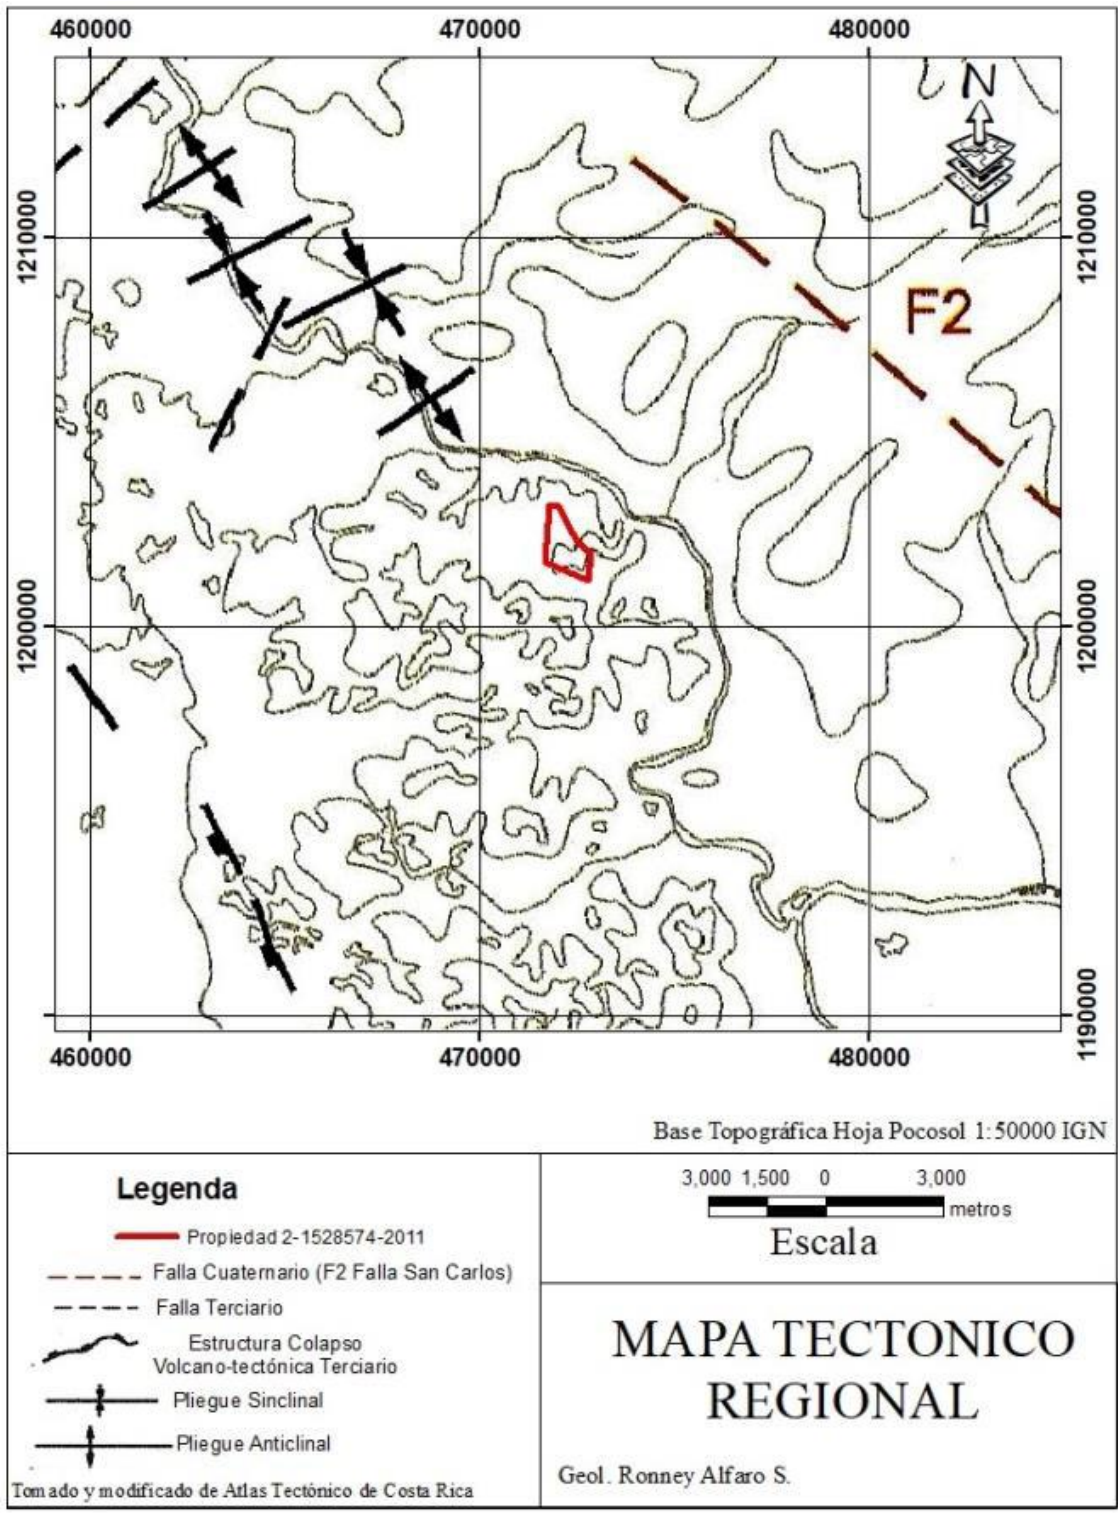 460000
470000
480000
N
1210000
1210000
F2
1200000
1200000
1190000
460000
470000
480000
Base Topográfica Hoja Pocosol 1:50000 IGN
Legenda
Propiedad 2-1528574-2011
Falla Cuaternario (F2 Falla San Carlos)
Falla Terciario
Estructura Colapso
Volcano-tectónica Terciario
Pliegue Sinclinal
Pliegue Anticlinal
Tomado y modificado de Atlas Tectónico de Costa Rica
3,000 1,500 0 3,000
metros
Escala
MAPA TECTONICO
REGIONAL
Geol. Ronney Alfaro S.